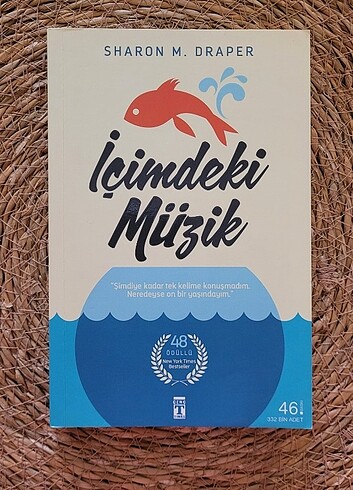 SHARON M. DRAPER
İçimdeki
Müzik
"Şimdiye kadar tek kelime konuşmadım.
Neredeyse on bir yaşındayım."
48
ÖDÜLLÜ
New York Times
Bestseller
GENÇ
T
46
332 BİN ADET